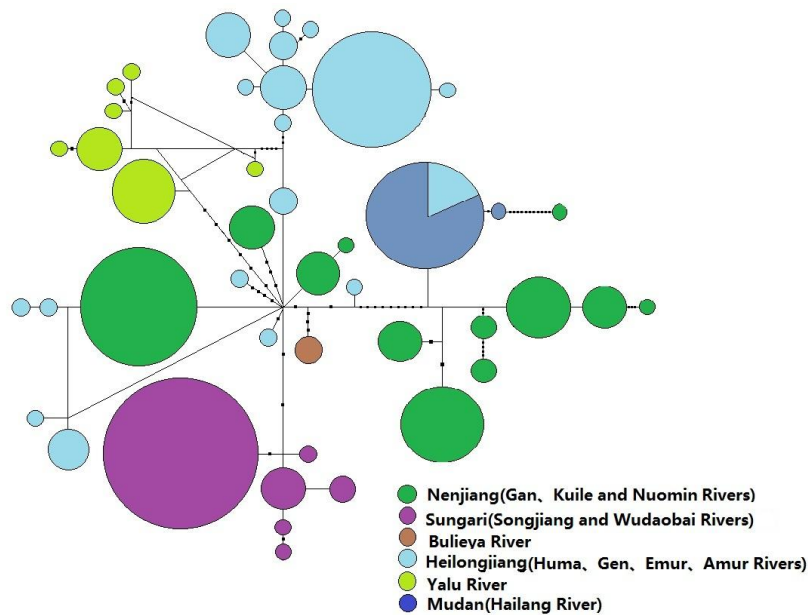 Nenjiang(Gan、Kuile and Nuomin Rivers)
Sungari(Songjiang and Wudaobai Rivers)
Bulieya River
Heilongjiang(Huma、Gen、Emur、Amur Rivers)
Yalu River
Mudan(Hailang River)